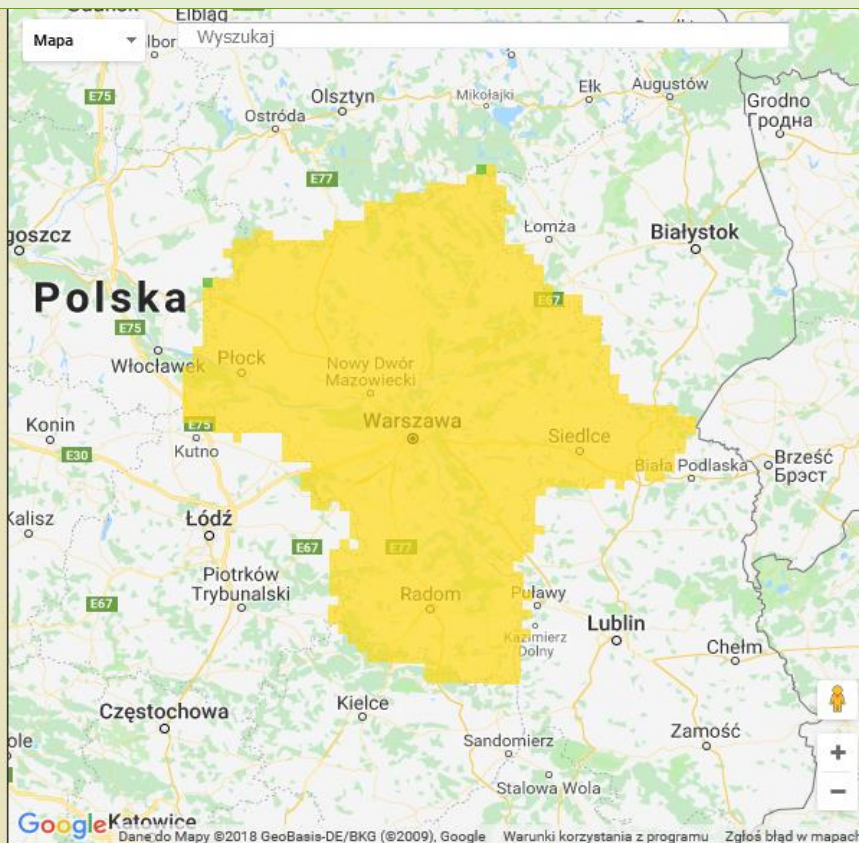 Gdańsk
Elbląg
Mapa
Wyszukaj
E75
Olsztyn
Ostróda
Mikołajki
Ełk
Augustów
Grodno
Гродна
E77
goszcz
Łomża
Białystok
Polska
E67
E75
Włocławek
Płock
Nowy Dwór
Mazowiecki
Konin
E75
Kutno
Warszawa
Siedlce
E30
Biała Podlaska
Brześć
Брэст
Kalisz
Łódź
E67
E77
E67
Piotrków
Trybunalski
Radom
Puławy
Kazimierz
Dolny
Lublin
Chełm
Częstochowa
Kielce
Zamość
Sandomierz
Stalowa Wola
ole
Google
Katowice
Dane do Mapy ©2018 GeoBasis-DE/BKG (©2009), Google
Warunki korzystania z programu
Zgłoś błąd w mapach